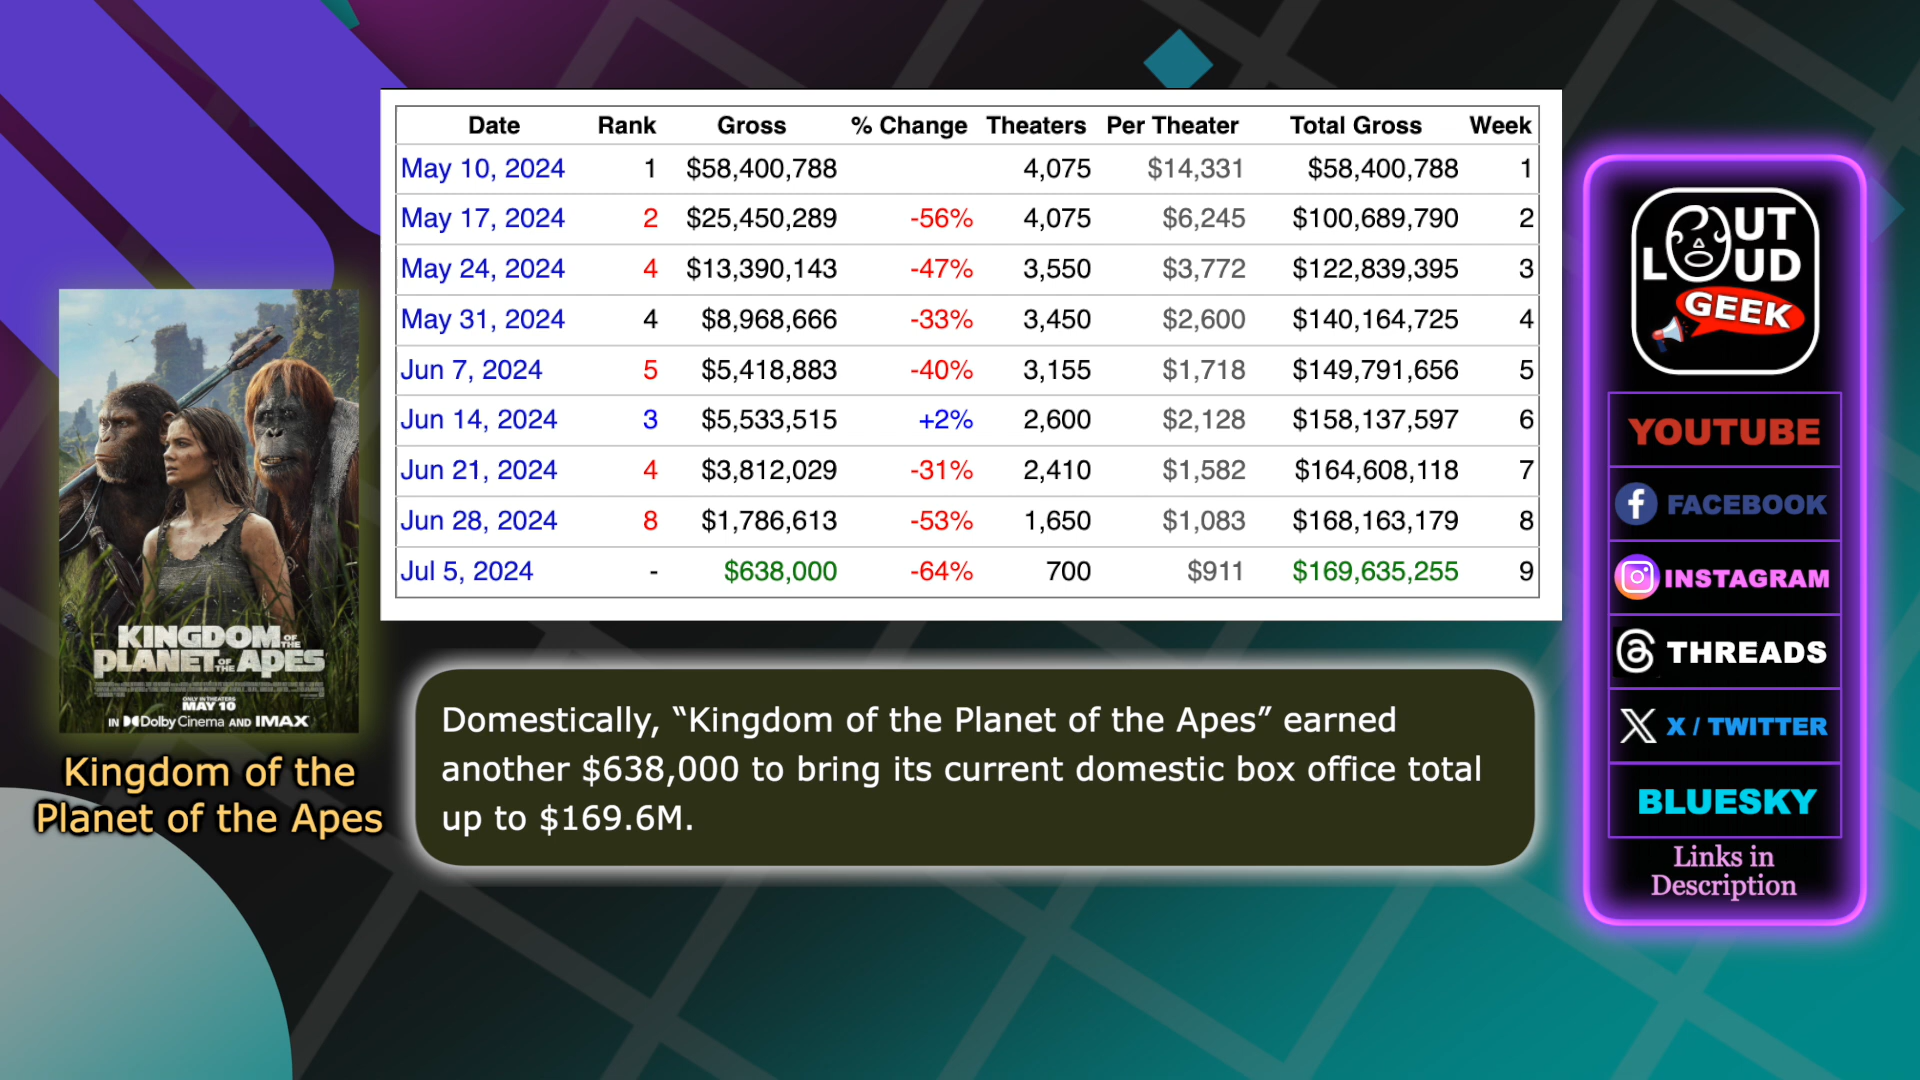 Date Rank Gross % Change Theaters Per Theater Total Gross Week
May 10, 2024 1 $58,400,788 4,075 $14,331 $58,400,788 1
May 17, 2024 2 $25,450,289 -56% 4,075 $6,245 $100,689,790 2
May 24, 2024 4 $13,390,143 -47% 3,550 $3,772 $122,839,395 3
May 31, 2024 4 $8,968,666 -33% 3,450 $2,600 $140,164,725 4
Jun 7, 2024 5 $5,418,883 -40% 3,155 $1,718 $149,791,656 5
Jun 14, 2024 3 $5,533,515 +2% 2,600 $2,128 $158,137,597 6
Jun 21, 2024 4 $3,812,029 -31% 2,410 $1,582 $164,608,118 7
Jun 28, 2024 8 $1,786,613 -53% 1,650 $1,083 $168,163,179 8
Jul 5, 2024 - $638,000 -64% 700 $911 $169,635,255 9
KINGDOM OF THE
PLANET OF THE APES
ONLY IN THEATERS
MAY 10
IN Dolby Cinema AND IMAX
Kingdom of the
Planet of the Apes
Domestically, “Kingdom of the Planet of the Apes” earned
another $638,000 to bring its current domestic box office total
up to $169.6M.
OUT
LOUD
GEEK
YOUTUBE
FACEBOOK
INSTAGRAM
THREADS
X / TWITTER
BLUESKY
Links in
Description